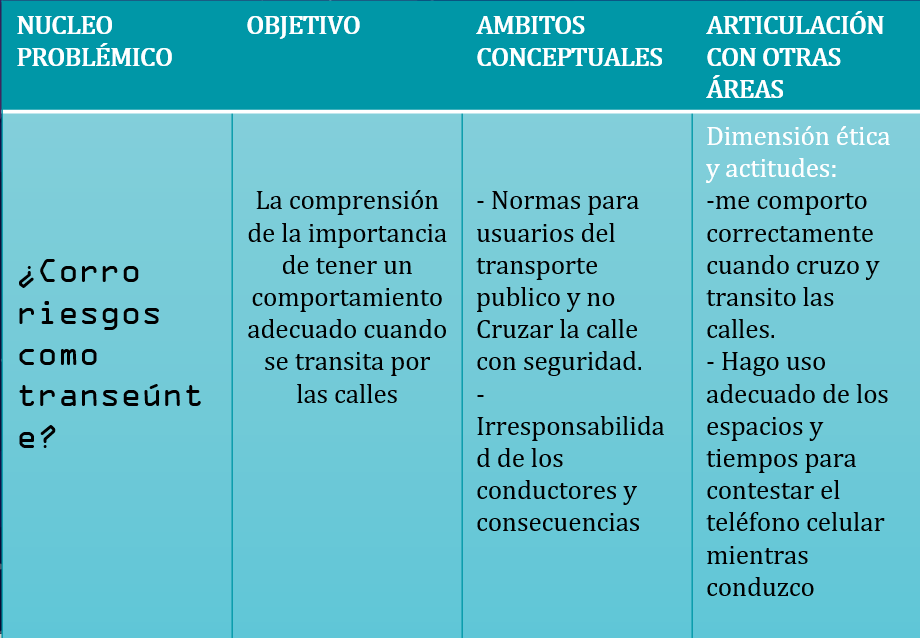 NUCLEO
PROBLÉMICO
OBJETIVO
AMBITOS
CONCEPTUALES
ARTICULACIÓN
CON OTRAS
ÁREAS
¿Corro
riesgos
como
transeúnt
e?
La comprensión
de la importancia
de tener un
comportamiento
adecuado cuando
se transita por
las calles
- Normas para
usuarios del
transporte
publico y no
Cruzar la calle
con seguridad.
-
Irresponsabilida
d de los
conductores y
consecuencias
Dimensión ética
y actitudes:
-me comporto
correctamente
cuando cruzo y
transito las
calles.
- Hago uso
adecuado de los
espacios y
tiempos para
contestar el
teléfono celular
mientras
conduzco